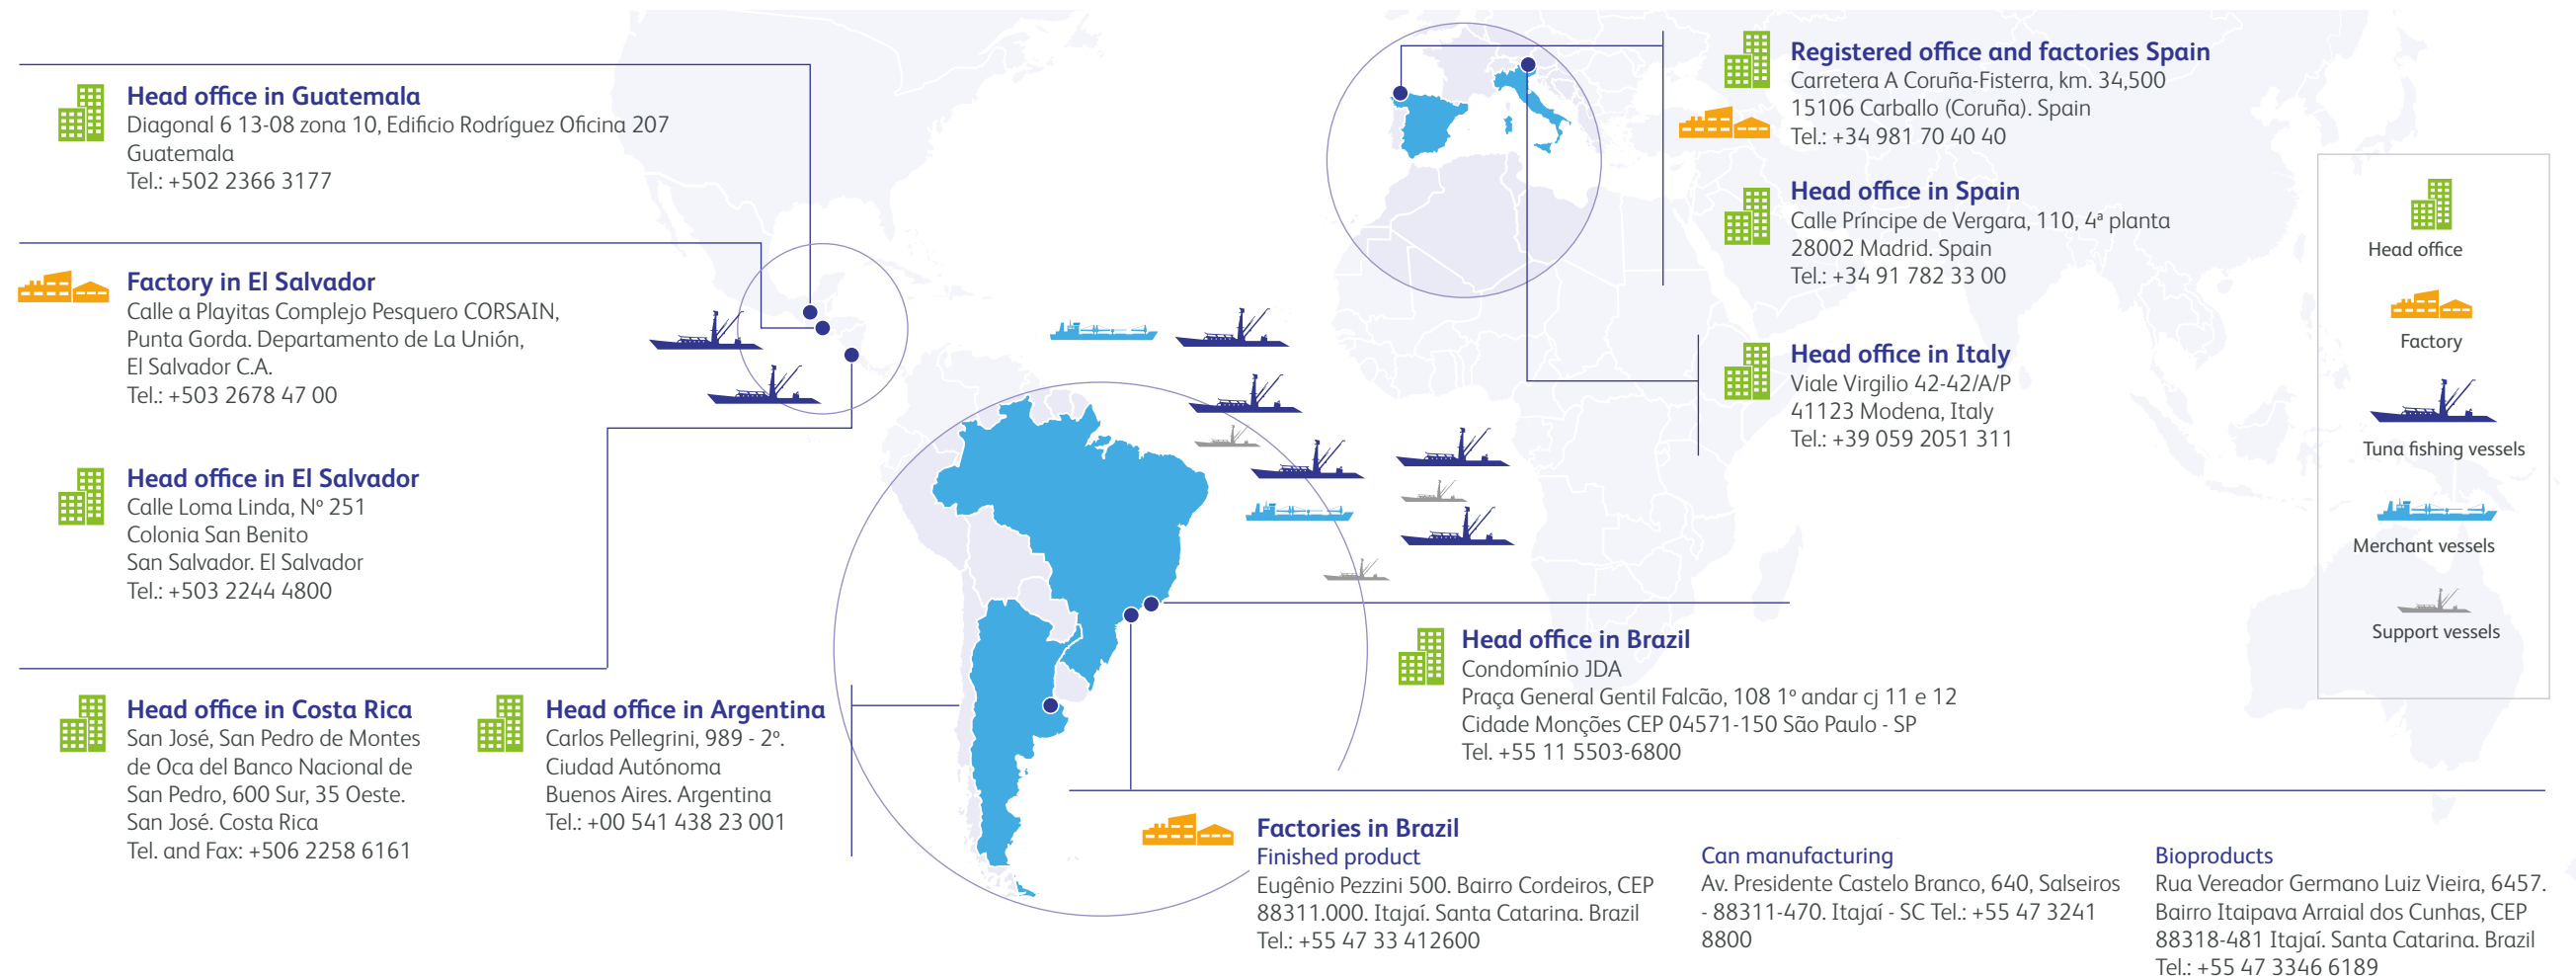 Head office in Guatemala
Diagonal 6 13-08 zona 10, Edificio Rodríguez Oficina 207
Guatemala
Tel.: +502 2366 3177
Factory in El Salvador
Calle a Playitas Complejo Pesquero CORSAIN,
Punta Gorda. Departamento de La Unión,
El Salvador C.A.
Tel.: +503 2678 47 00
Head office in El Salvador
Calle Loma Linda, Nº 251
Colonia San Benito
San Salvador. El Salvador
Tel.: +503 2244 4800
Head office in Costa Rica
San José, San Pedro de Montes
de Oca del Banco Nacional de
San Pedro, 600 Sur, 35 Oeste.
San José. Costa Rica
Tel. and Fax: +506 2258 6161
Head office in Argentina
Carlos Pellegrini, 989 - 2º.
Ciudad Autónoma
Buenos Aires. Argentina
Tel.: +00 541 438 23 001
Registered office and factories Spain
Carretera A Coruña-Fisterra, km. 34,500
15106 Carballo (Coruña). Spain
Tel.: +34 981 70 40 40
Head office in Spain
Calle Príncipe de Vergara, 110, 4ª planta
28002 Madrid. Spain
Tel.: +34 91 782 33 00
Head office in Italy
Viale Virgilio 42-42/A/P
41123 Modena, Italy
Tel.: +39 059 2051 311
Head office in Brazil
Condomínio JDA
Praça General Gentil Falcão, 108 1º andar cj 11 e 12
Cidade Monções CEP 04571-150 São Paulo - SP
Tel. +55 11 5503-6800
Factories in Brazil
Finished product
Eugênio Pezzini 500. Bairro Cordeiros, CEP
88311.000. Itajaí. Santa Catarina. Brazil
Tel.: +55 47 33 412600
Can manufacturing
Av. Presidente Castelo Branco, 640, Salseiros
- 88311-470. Itajaí - SC Tel.: +55 47 3241
8800
Bioproducts
Rua Vereador Germano Luiz Vieira, 6457.
Bairro Itaipava Arraial dos Cunhas, CEP
88318-481 Itajaí. Santa Catarina. Brazil
Tel.: +55 47 3346 6189
Head office
Factory
Tuna fishing vessels
Merchant vessels
Support vessels